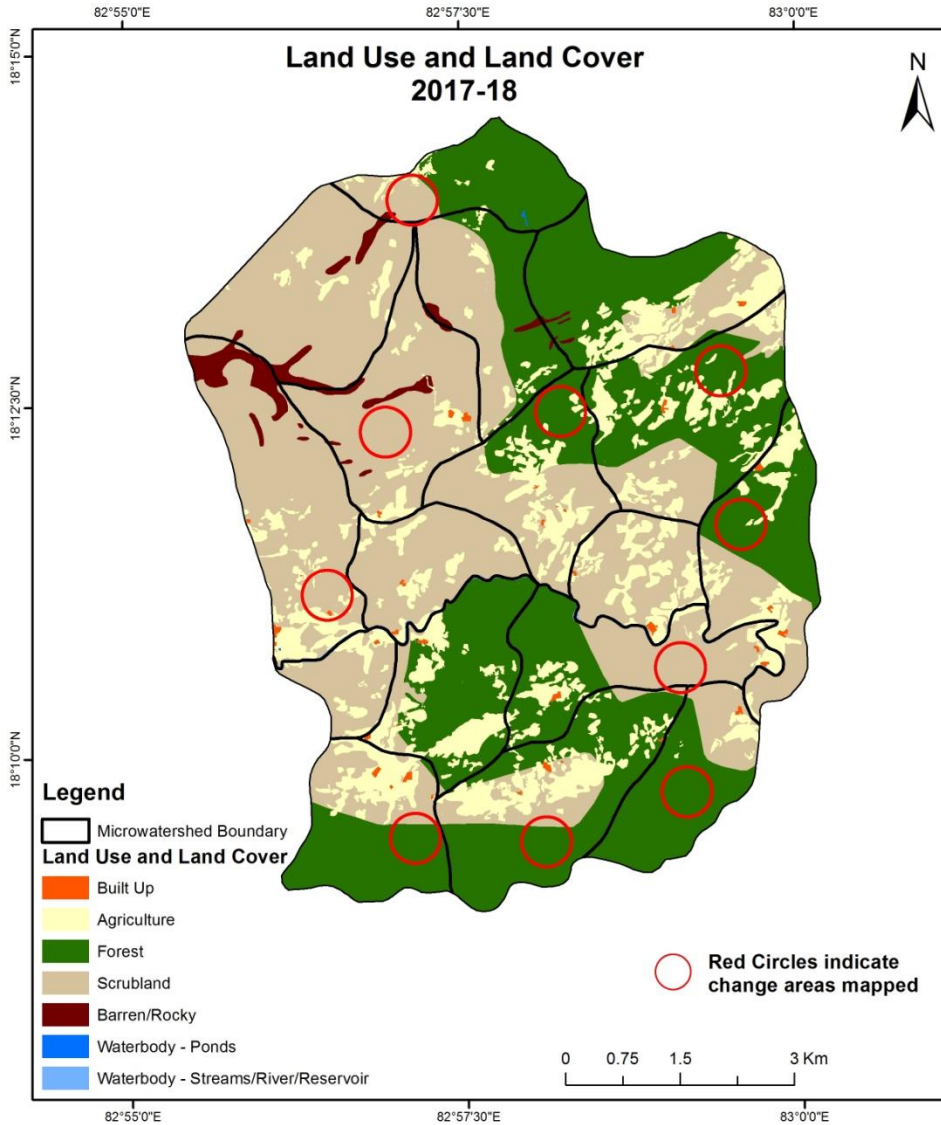 82°55'0"E
82°57'30"E
83°0'0"E
18°15'0"N
Land Use and Land Cover
2017-18
N
18°12'30"N
18°10'0"N
Legend
Microwatershed Boundary
Land Use and Land Cover
Built Up
Agriculture
Forest
Scrubland
Barren/Rocky
Waterbody - Ponds
Waterbody - Streams/River/Reservoir
Red Circles indicate
change areas mapped
0 0.75 1.5 3 Km
82°55'0"E
82°57'30"E
83°0'0"E